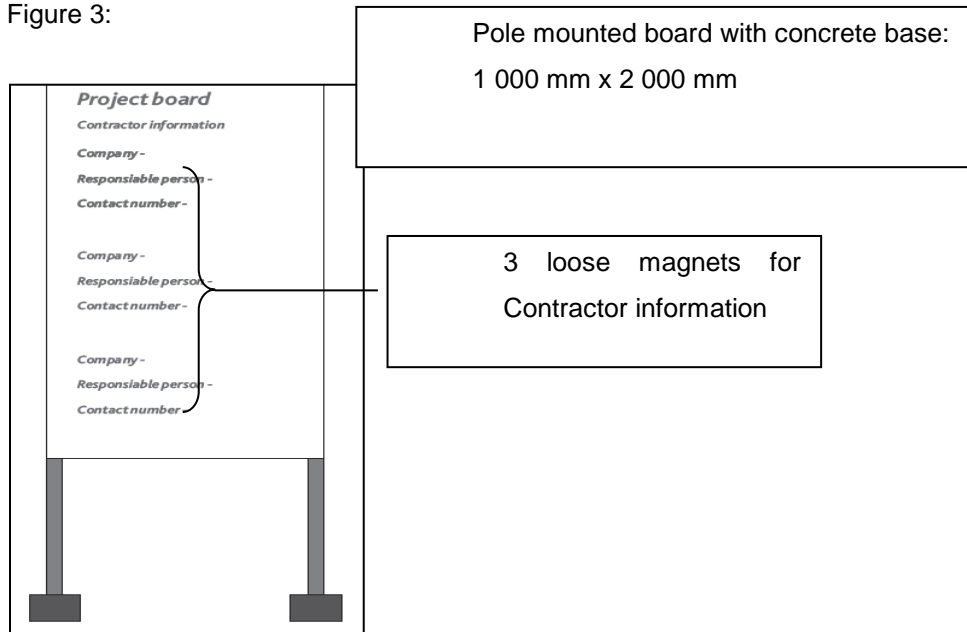 Figure 3:
Pole mounted board with concrete base:
1 000 mm x 2 000 mm
Project board
Contractor information
Company -
Responsiable person -
Contact number -
Company -
Responsiable person -
Contact number -
Company -
Responsiable person -
Contact number -
3 loose magnets for
Contractor information